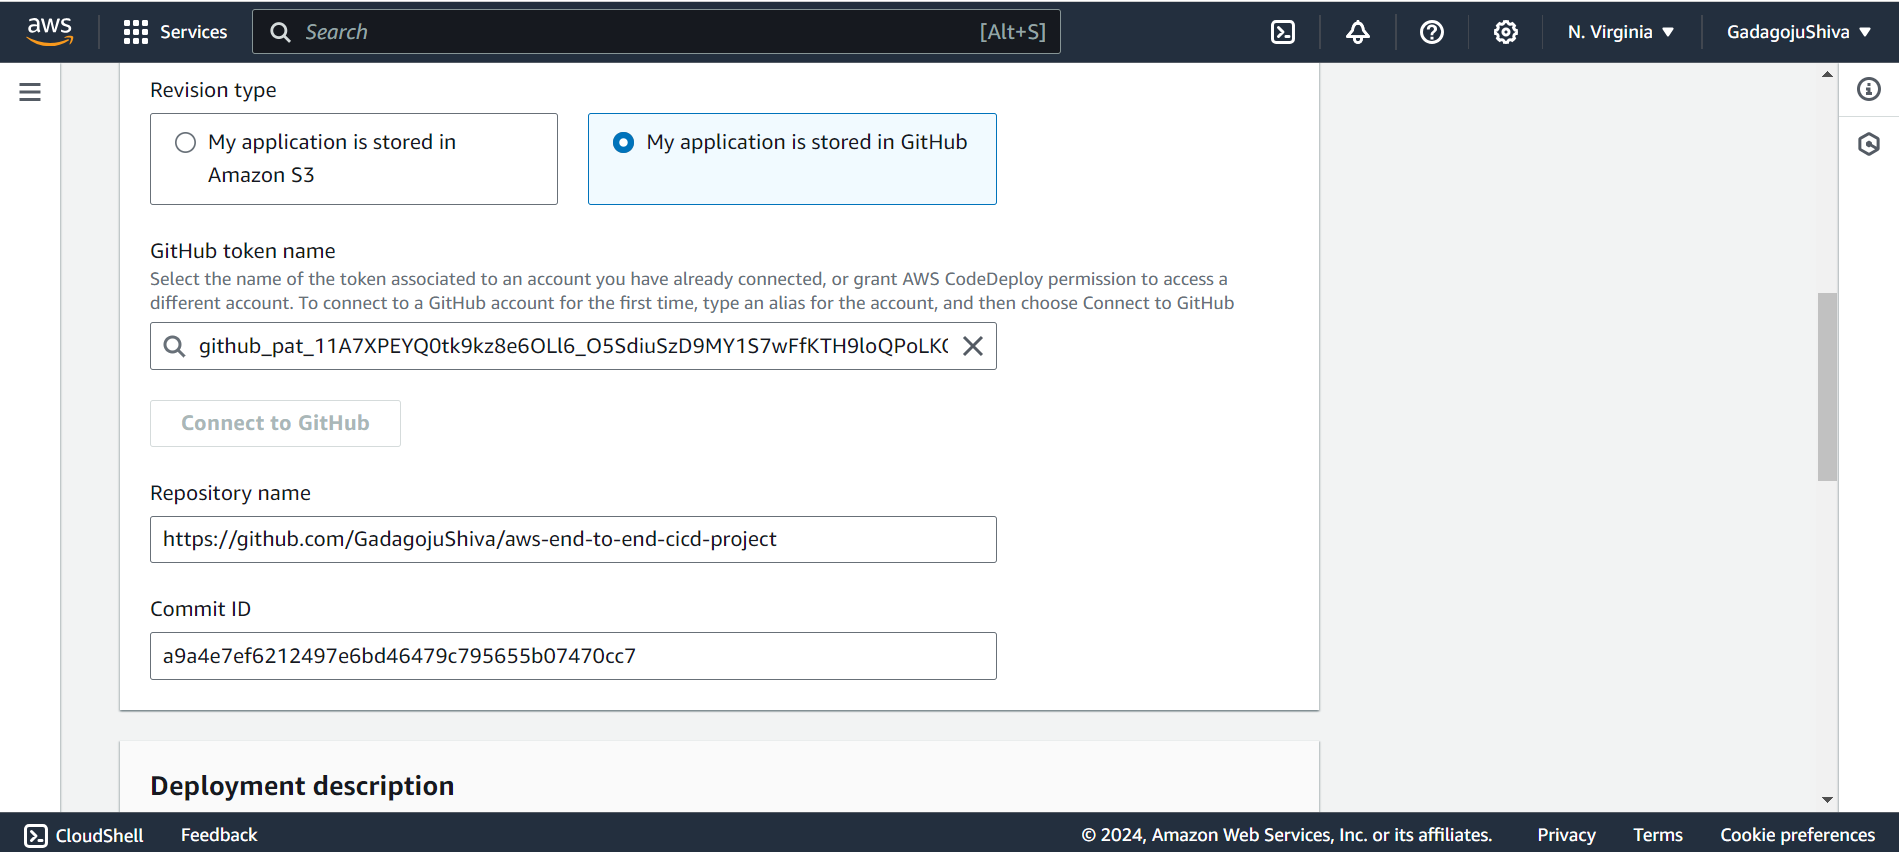 aws
Services
Search
[Alt+S]
N. Virginia
GadagojuShiva
Revision type
My application is stored in
Amazon S3
My application is stored in GitHub
GitHub token name
Select the name of the token associated to an account you have already connected, or grant AWS CodeDeploy permission to access a
different account. To connect to a GitHub account for the first time, type an alias for the account, and then choose Connect to GitHub
github_pat_11A7XPEYQ0tk9kz8e6OLl6_O5SdiuSzD9MY1S7wFfKTH9loQPoLK
Connect to GitHub
Repository name
https://github.com/GadagojuShiva/aws-end-to-end-cicd-project
Commit ID
a9a4e7ef6212497e6bd46479c795655b07470cc7
Deployment description
CloudShell
Feedback
© 2024, Amazon Web Services, Inc. or its affiliates.
Privacy
Terms
Cookie preferences